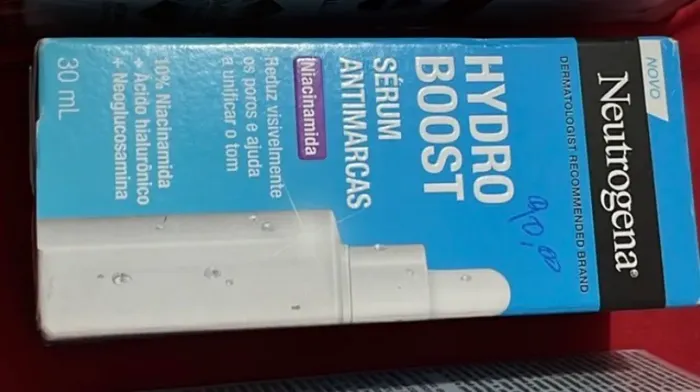 NOVO
Neutrogena®
DERMATOLOGIST RECOMMENDED BRAND
HYDRO
BOOST
SÉRUM
ANTIMARCAS
Niacinamida
Reduz visivelmente
os poros e ajuda
a unificar o tom
10% Niacinamida
+ Ácido hialurônico
+ Neoglucosamina
30 mL